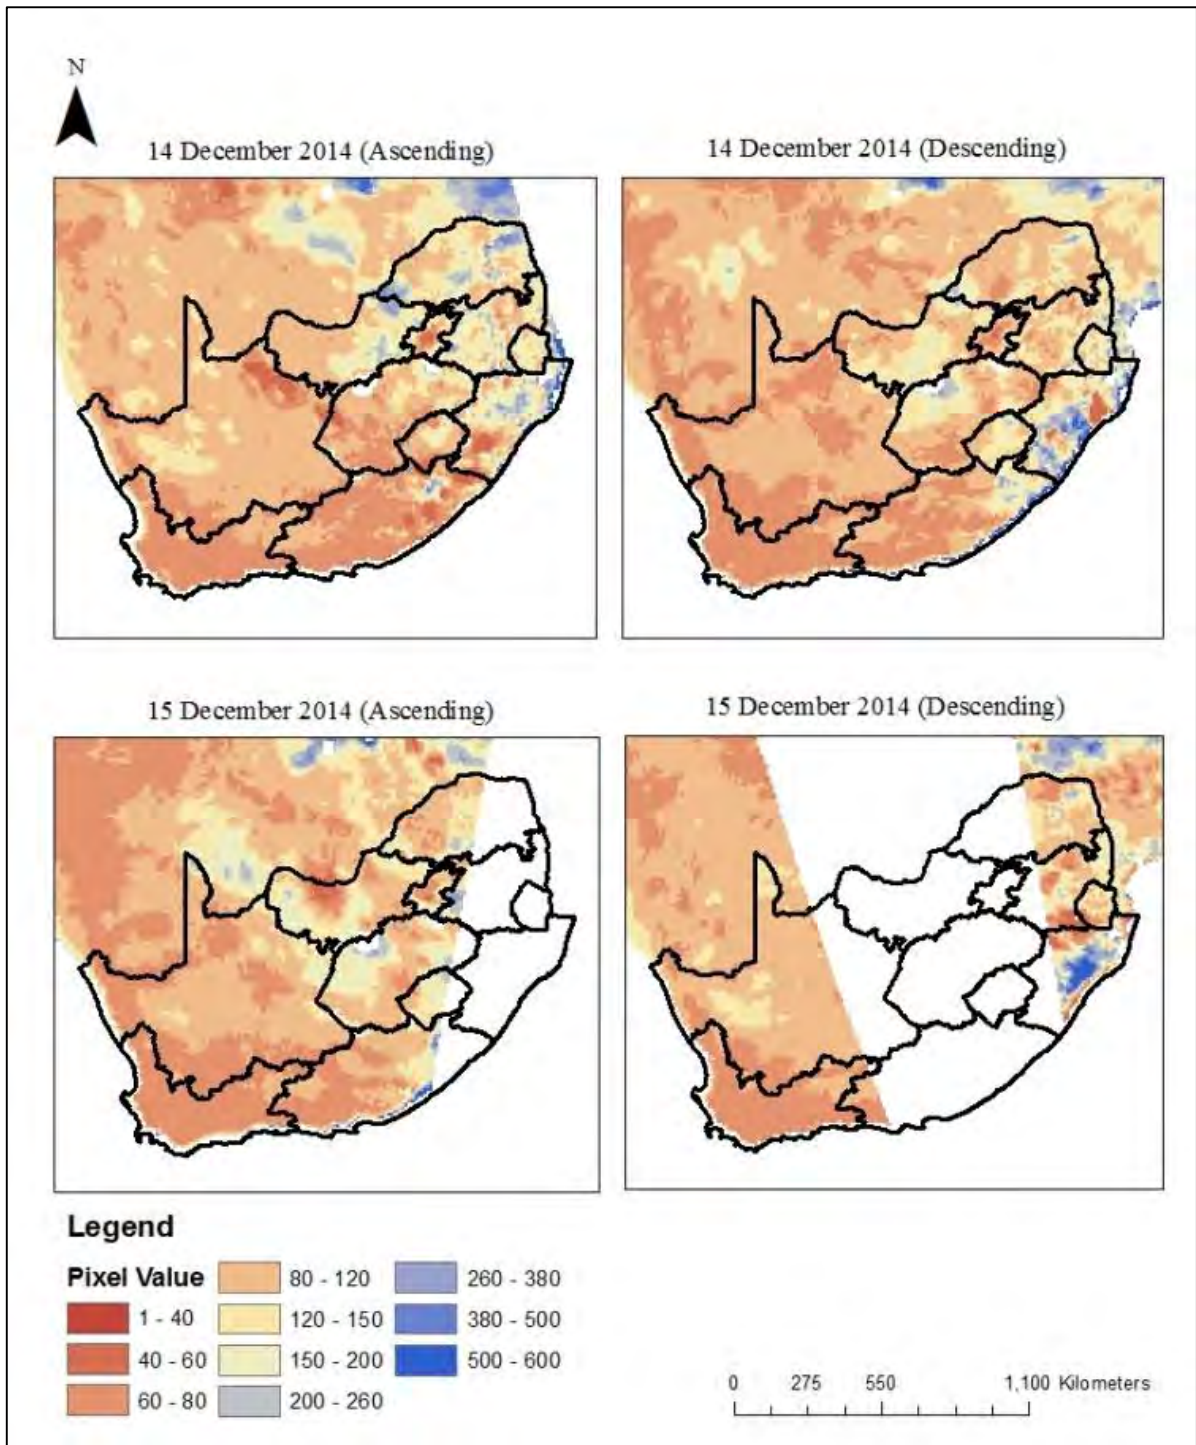 N
14 December 2014 (Ascending)
14 December 2014 (Descending)
15 December 2014 (Ascending)
15 December 2014 (Descending)
Legend
Pixel Value
1 - 40
40 - 60
60 - 80
80 - 120
120 - 150
150 - 200
200 - 260
260 - 380
380 - 500
500 - 600
0 275 550 1,100 Kilometers